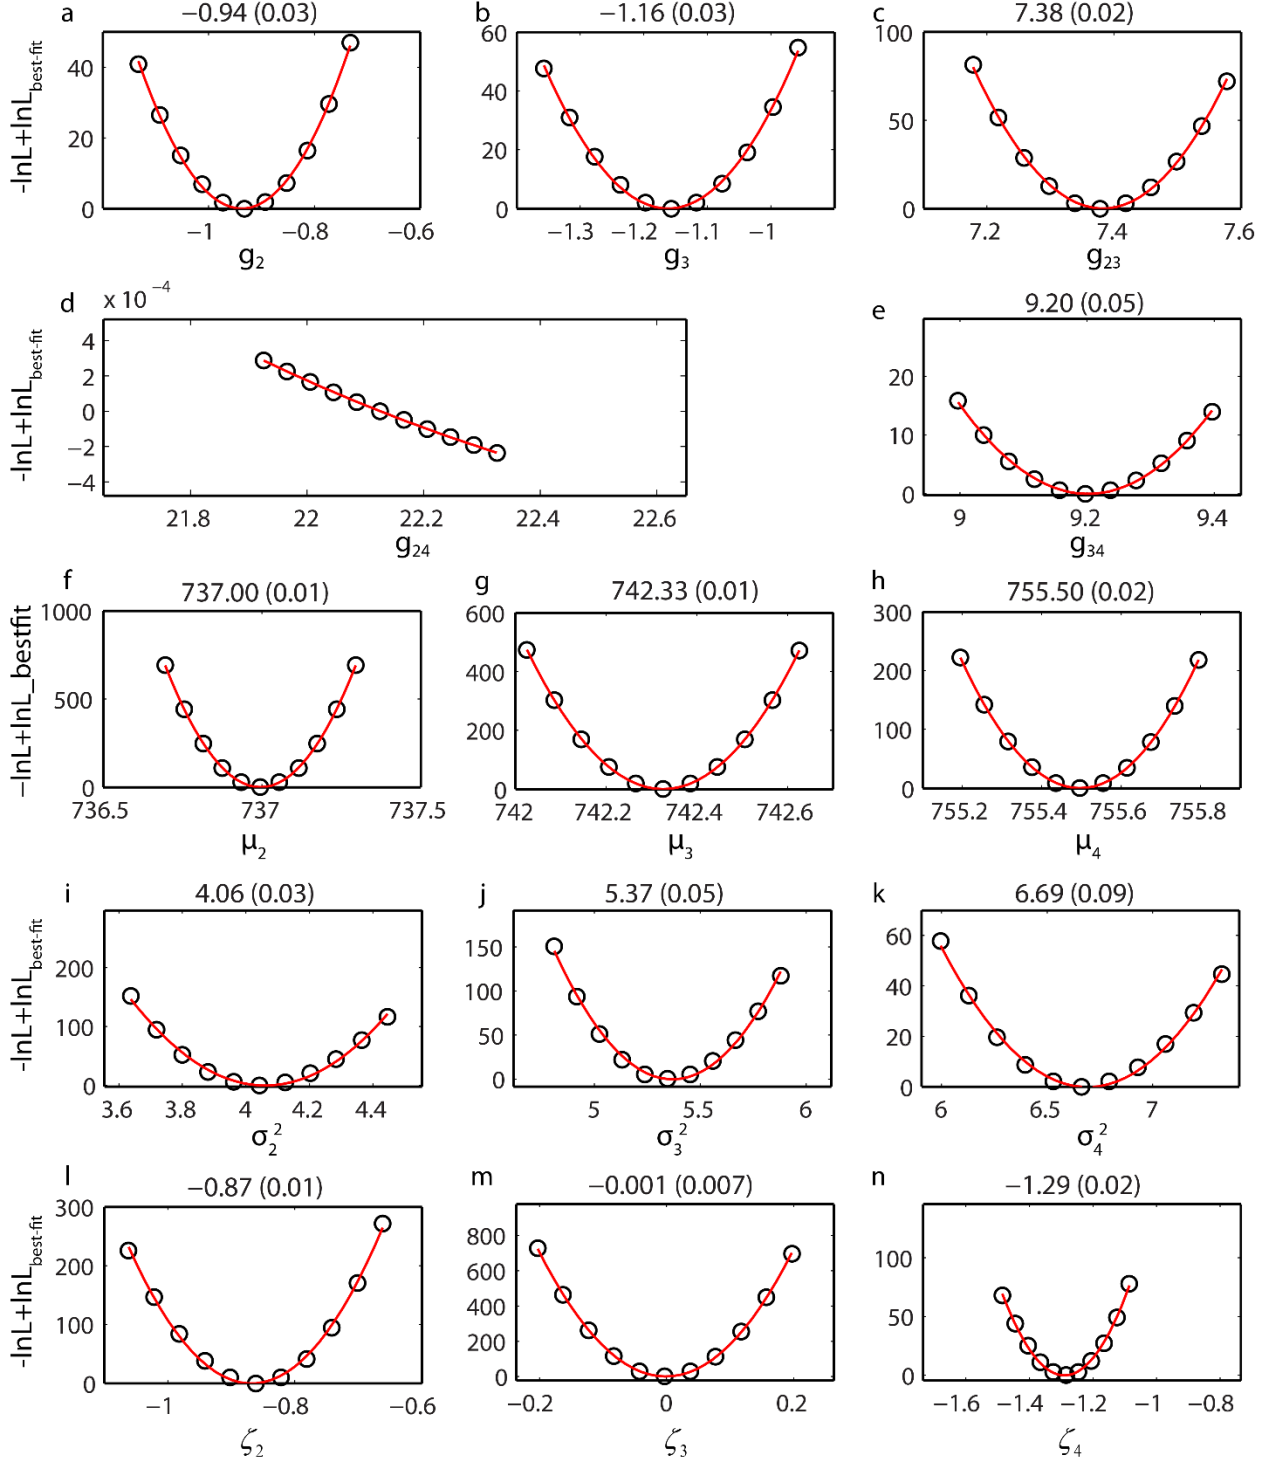 a −0.94 (0.03) b −1.16 (0.03) c 7.38 (0.02)
-lnL+lnL_best-fit
40 60 100
20 40 50
0 20 0
0
−1 −0.8 −0.6 −1.3 −1.2 −1.1 −1 7.2 7.4 7.6
g₂ g₃ g₂₃
d x 10⁻⁴ e 9.20 (0.05)
-lnL+lnL_best-fit
4 20
2 10
0 0
−2
−4
21.8 22 22.2 22.4 22.6 9 9.2 9.4
g₂₄ g₃₄
f 737.00 (0.01) g 742.33 (0.01) h 755.50 (0.02)
−lnL+lnL_bestfit
1000 600 300
500 400 200
0 200 100
0 0
736.5 737 737.5 742 742.2 742.4 742.6 755.2 755.4 755.6 755.8
μ₂ μ₃ μ₄
i 4.06 (0.03) j 5.37 (0.05) k 6.69 (0.09)
-lnL+lnL_best-fit
200 150 60
100 100 40
0 50 20
0 0
3.6 3.8 4 4.2 4.4 5 5.5 6 6 6.5 7
σ₂² σ₃² σ₄²
l −0.87 (0.01) m −0.001 (0.007) n −1.29 (0.02)
-lnL+lnL_best-fit
300 800 100
200 600 50
100 400 0
0 200
0
−1 −0.8 −0.6 −0.2 0 0.2 −1.6 −1.4 −1.2 −1 −0.8
ζ₂ ζ₃ ζ₄